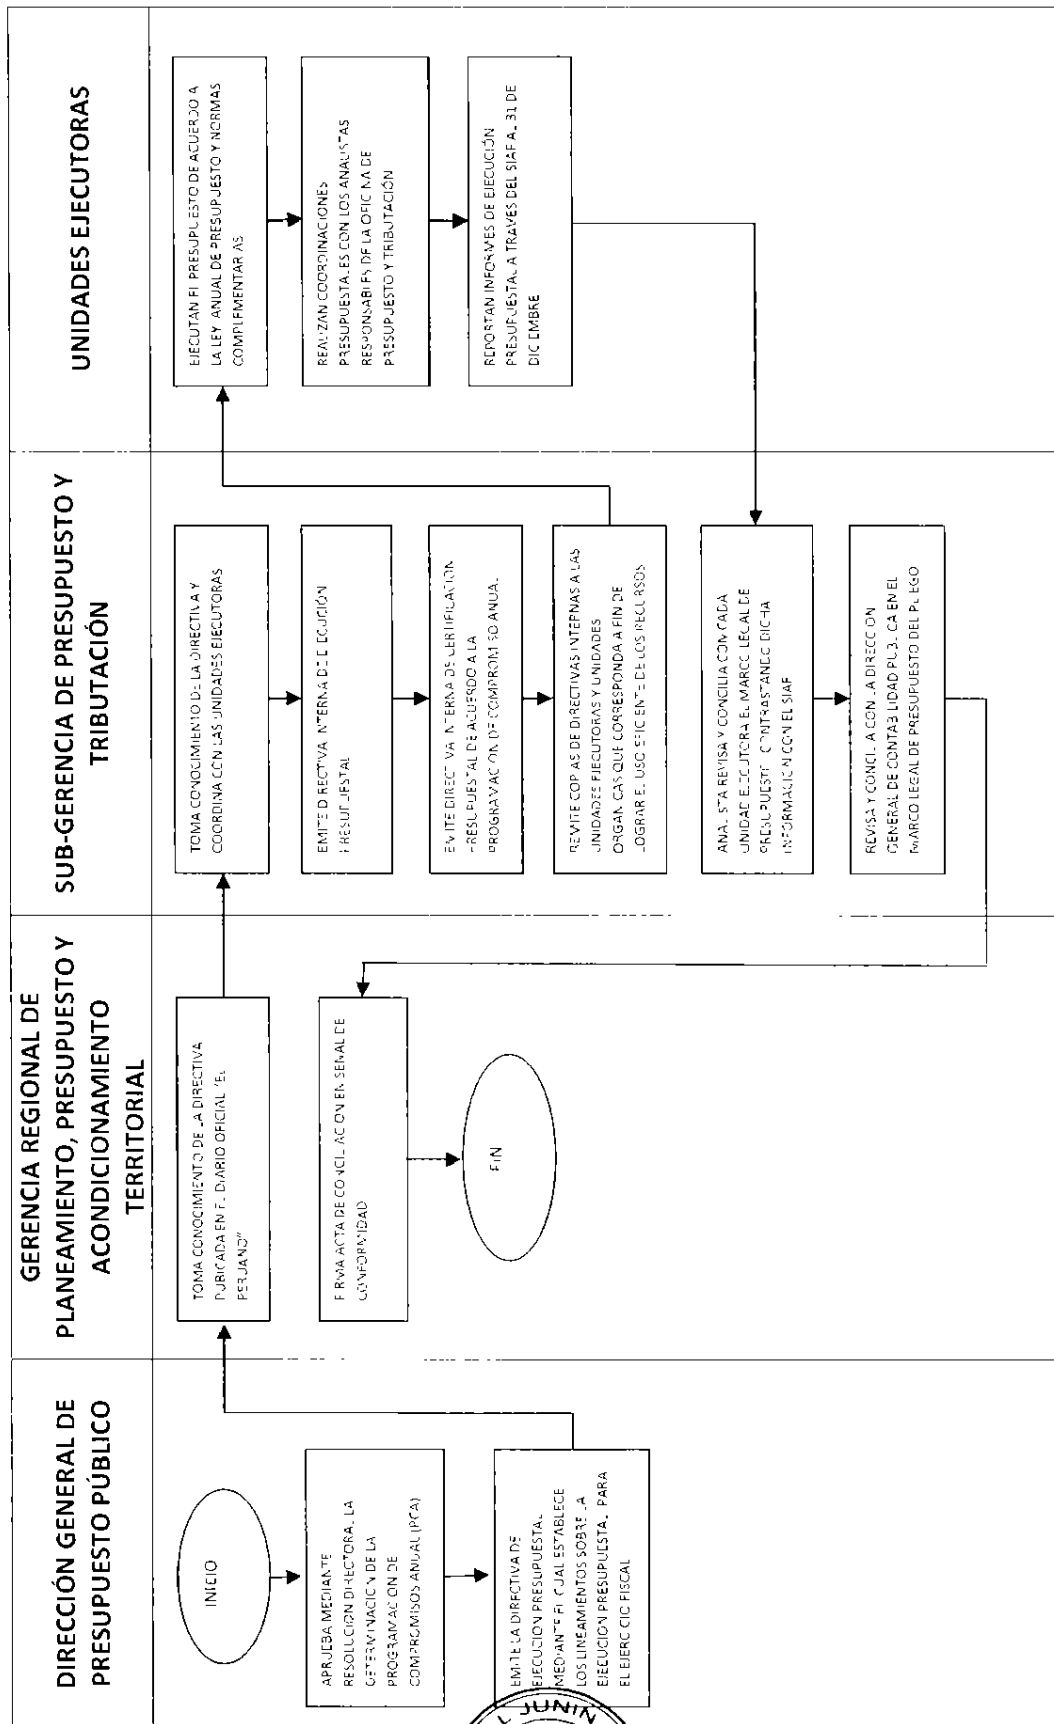 DIRECCIÓN GENERAL DE
PRESUPUESTO PÚBLICO
INICIO
APRUEBA MEDIANTE
RESOLUCIÓN DIRECTORAL LA
DETERMINACIÓN DE LA
PROGRAMACIÓN DE
COMPROMISOS ANUAL (PCA)
EMITE LA DIRECTIVA DE
EJECUCIÓN PRESUPUESTAL
MEDIANTE EL CUAL ESTABLECE
LOS LINEAMIENTOS SOBRE LA
EJECUCIÓN PRESUPUESTAL PARA
EL EJERCICIO FISCAL
GERENCIA REGIONAL DE
PLANEAMIENTO, PRESUPUESTO Y
ACONDICIONAMIENTO
TERRITORIAL
TOMA CONOCIMIENTO DE LA DIRECTIVA
PUBICADA EN EL DIARIO OFICIAL "EL
PERUANO"
FIRMA ACTA DE CONCILIACION EN SEÑAL DE
CONFORMIDAD
FIN
SUB-GERENCIA DE PRESUPUESTO Y
TRIBUTACIÓN
TOMA CONOCIMIENTO DE LA DIRECTIVA Y
COORDINA CON LAS UNIDADES EJECUTORAS
EMITE DIRECTIVA INTERNA DE EJECUCIÓN
PRESUPUESTAL
EMITE DIRECTIVA INTERNA DE CERTIFICACIÓN
PRESUPUESTAL DE ACUERDO A LA
PROGRAMACIÓN DE COMPROMISO ANUAL
REMITE COPIAS DE DIRECTIVAS INTERNAS A LAS
UNIDADES EJECUTORAS Y UNIDADES
ORGANICAS QUE CORRESPONDA A FIN DE
LOGRAR EL USO EFICIENTE DE LOS RECURSOS
ANALISTA REVISA Y CONCILIA CON CADA
UNIDAD EJECUTORA EL MARCO LEGAL DE
PRESUPUESTO CONTRASTANDO DICHA
INFORMACIÓN CON EL SIAF
REVISA Y CONCILIA CON LA DIRECCIÓN
GENERAL DE CONTABILIDAD PUBLICA EN EL
MARCO LEGAL DE PRESUPUESTO DEL PLIEGO
UNIDADES EJECUTORAS
EJECUTAN EL PRESUPUESTO DE ACUERDO A
LA LEY ANUAL DE PRESUPUESTO Y NORMAS
COMPLEMENTARIAS
REALIZAN COORDINACIONES
PRESUPUESTALES CON LOS ANALISTAS
RESPONSABLES DE LA OFICINA DE
PRESUPUESTO Y TRIBUTACIÓN
REPORTAN INFORMES DE EJECUCIÓN
PRESUPUESTAL A TRAVES DEL SIAF AL 31 DE
DICIEMBRE
L JUNIN